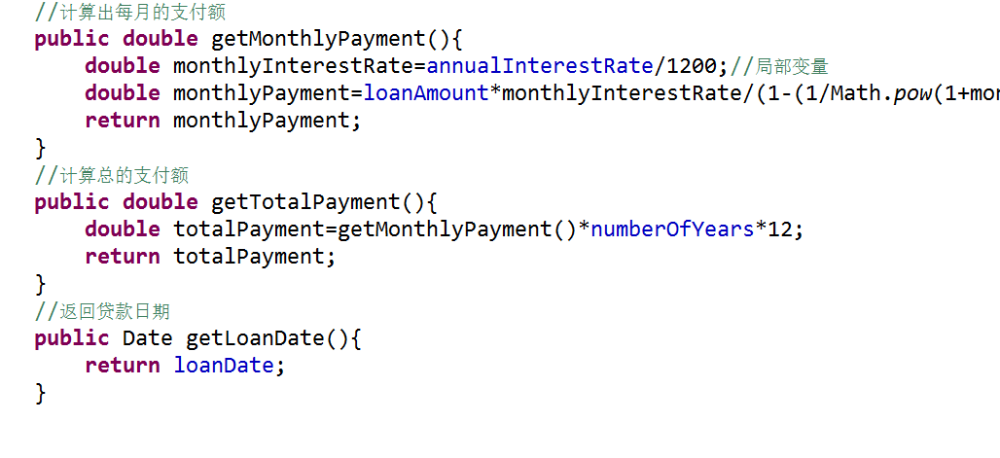 //计算出每月的支付额
public double getMonthlyPayment(){
double monthlyInterestRate=annualInterestRate/1200;//局部变量
double monthlyPayment=loanAmount*monthlyInterestRate/(1-(1/Math.pow(1+mon
return monthlyPayment;
}
//计算总的支付额
public double getTotalPayment(){
double totalPayment=getMonthlyPayment()*numberOfYears*12;
return totalPayment;
}
//返回贷款日期
public Date getLoanDate(){
return loanDate;
}